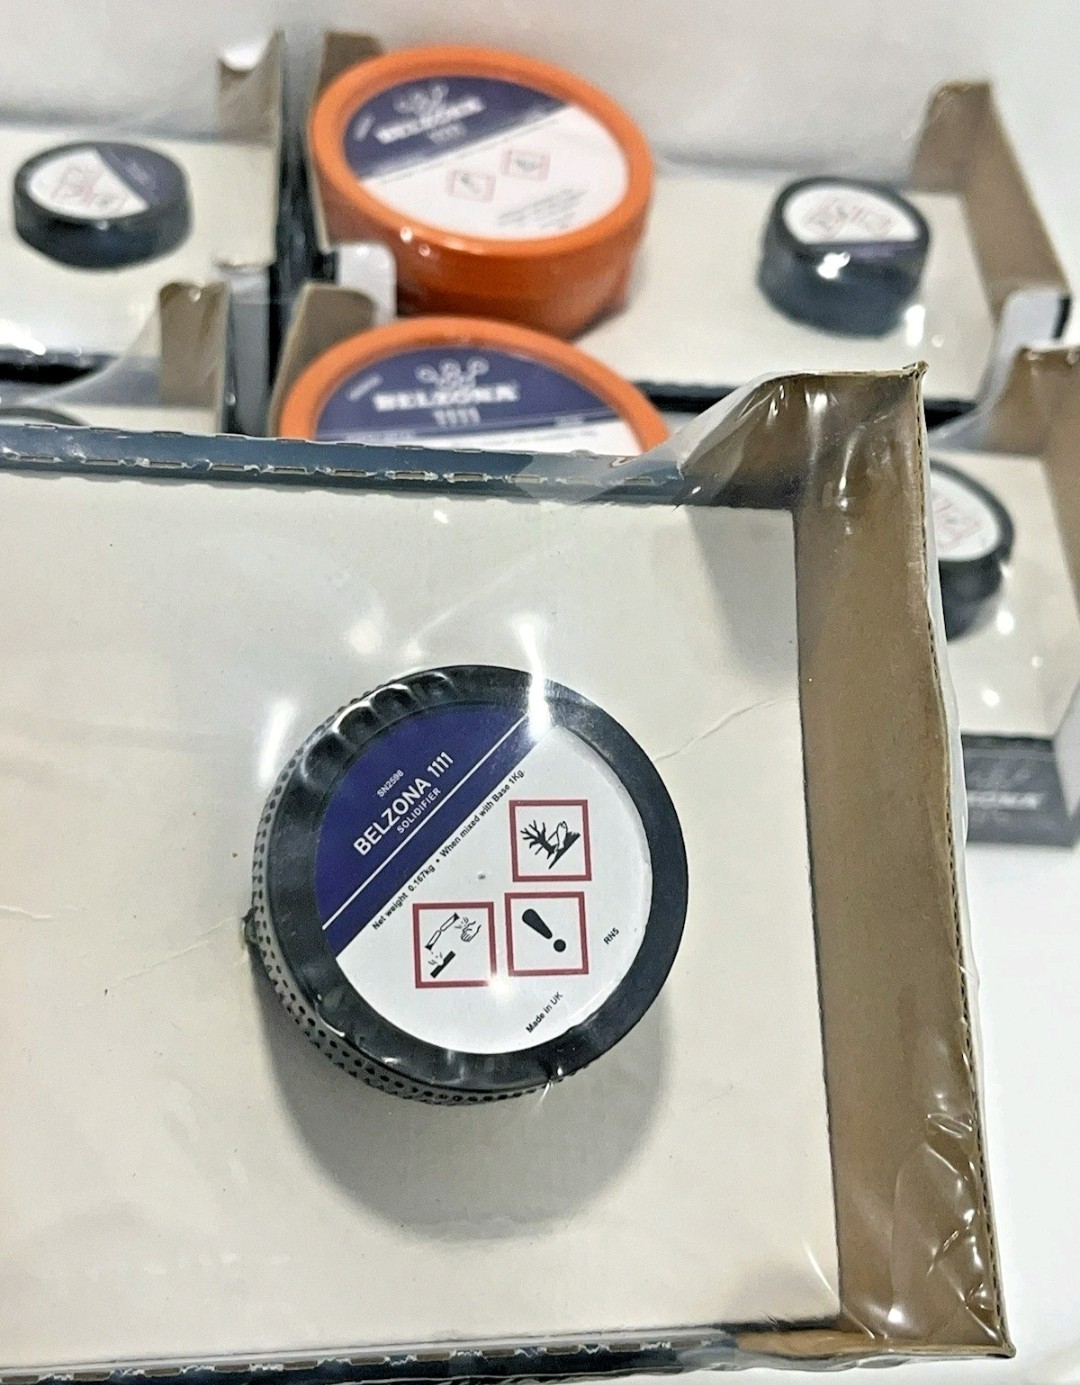 BELZONA
1111
BELZONA
1111
SN2598
BELZONA 1111
SOLIDIFIER
Net weight 0.167kg • When mixed with Base 1Kg.
RN5
Made in UK